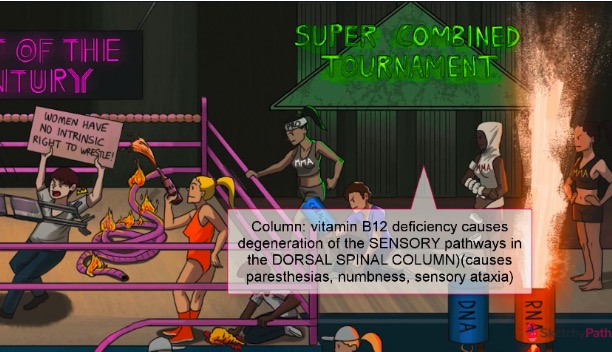 SUPER COMBINED
TOURNAMENT
OF THE
NTURY
WOMEN HAVE
NO INTRINSIC
RIGHT TO WRESTLE!
MMA
MMA
MMA
Column: vitamin B12 deficiency causes
degeneration of the SENSORY pathways in
the DORSAL SPINAL COLUMN)(causes
paresthesias, numbness, sensory ataxia)
DNA
RNA
SketchyPath